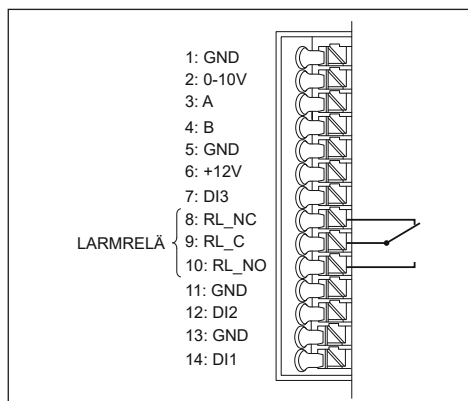 1: GND
2: 0-10V
3: A
4: B
5: GND
6: +12V
7: DI3
8: RL_NC
LARMRELÄ
9: RL_C
10: RL_NO
11: GND
12: DI2
13: GND
14: DI1